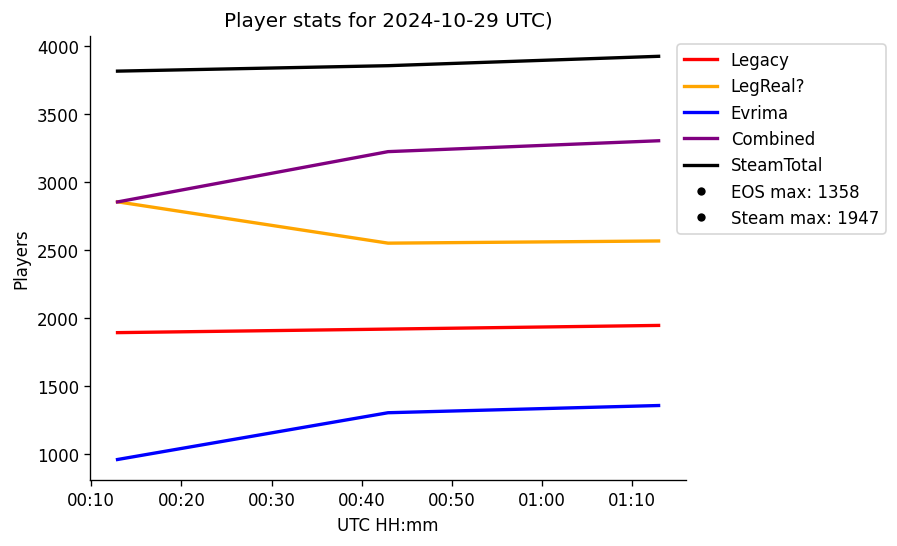 Player stats for 2024-10-29 UTC)
4000
3500
3000
2500
2000
1500
1000
Players
00:10 00:20 00:30 00:40 00:50 01:00 01:10
UTC HH:mm
Legacy
LegReal?
Evrima
Combined
SteamTotal
EOS max: 1358
Steam max: 1947